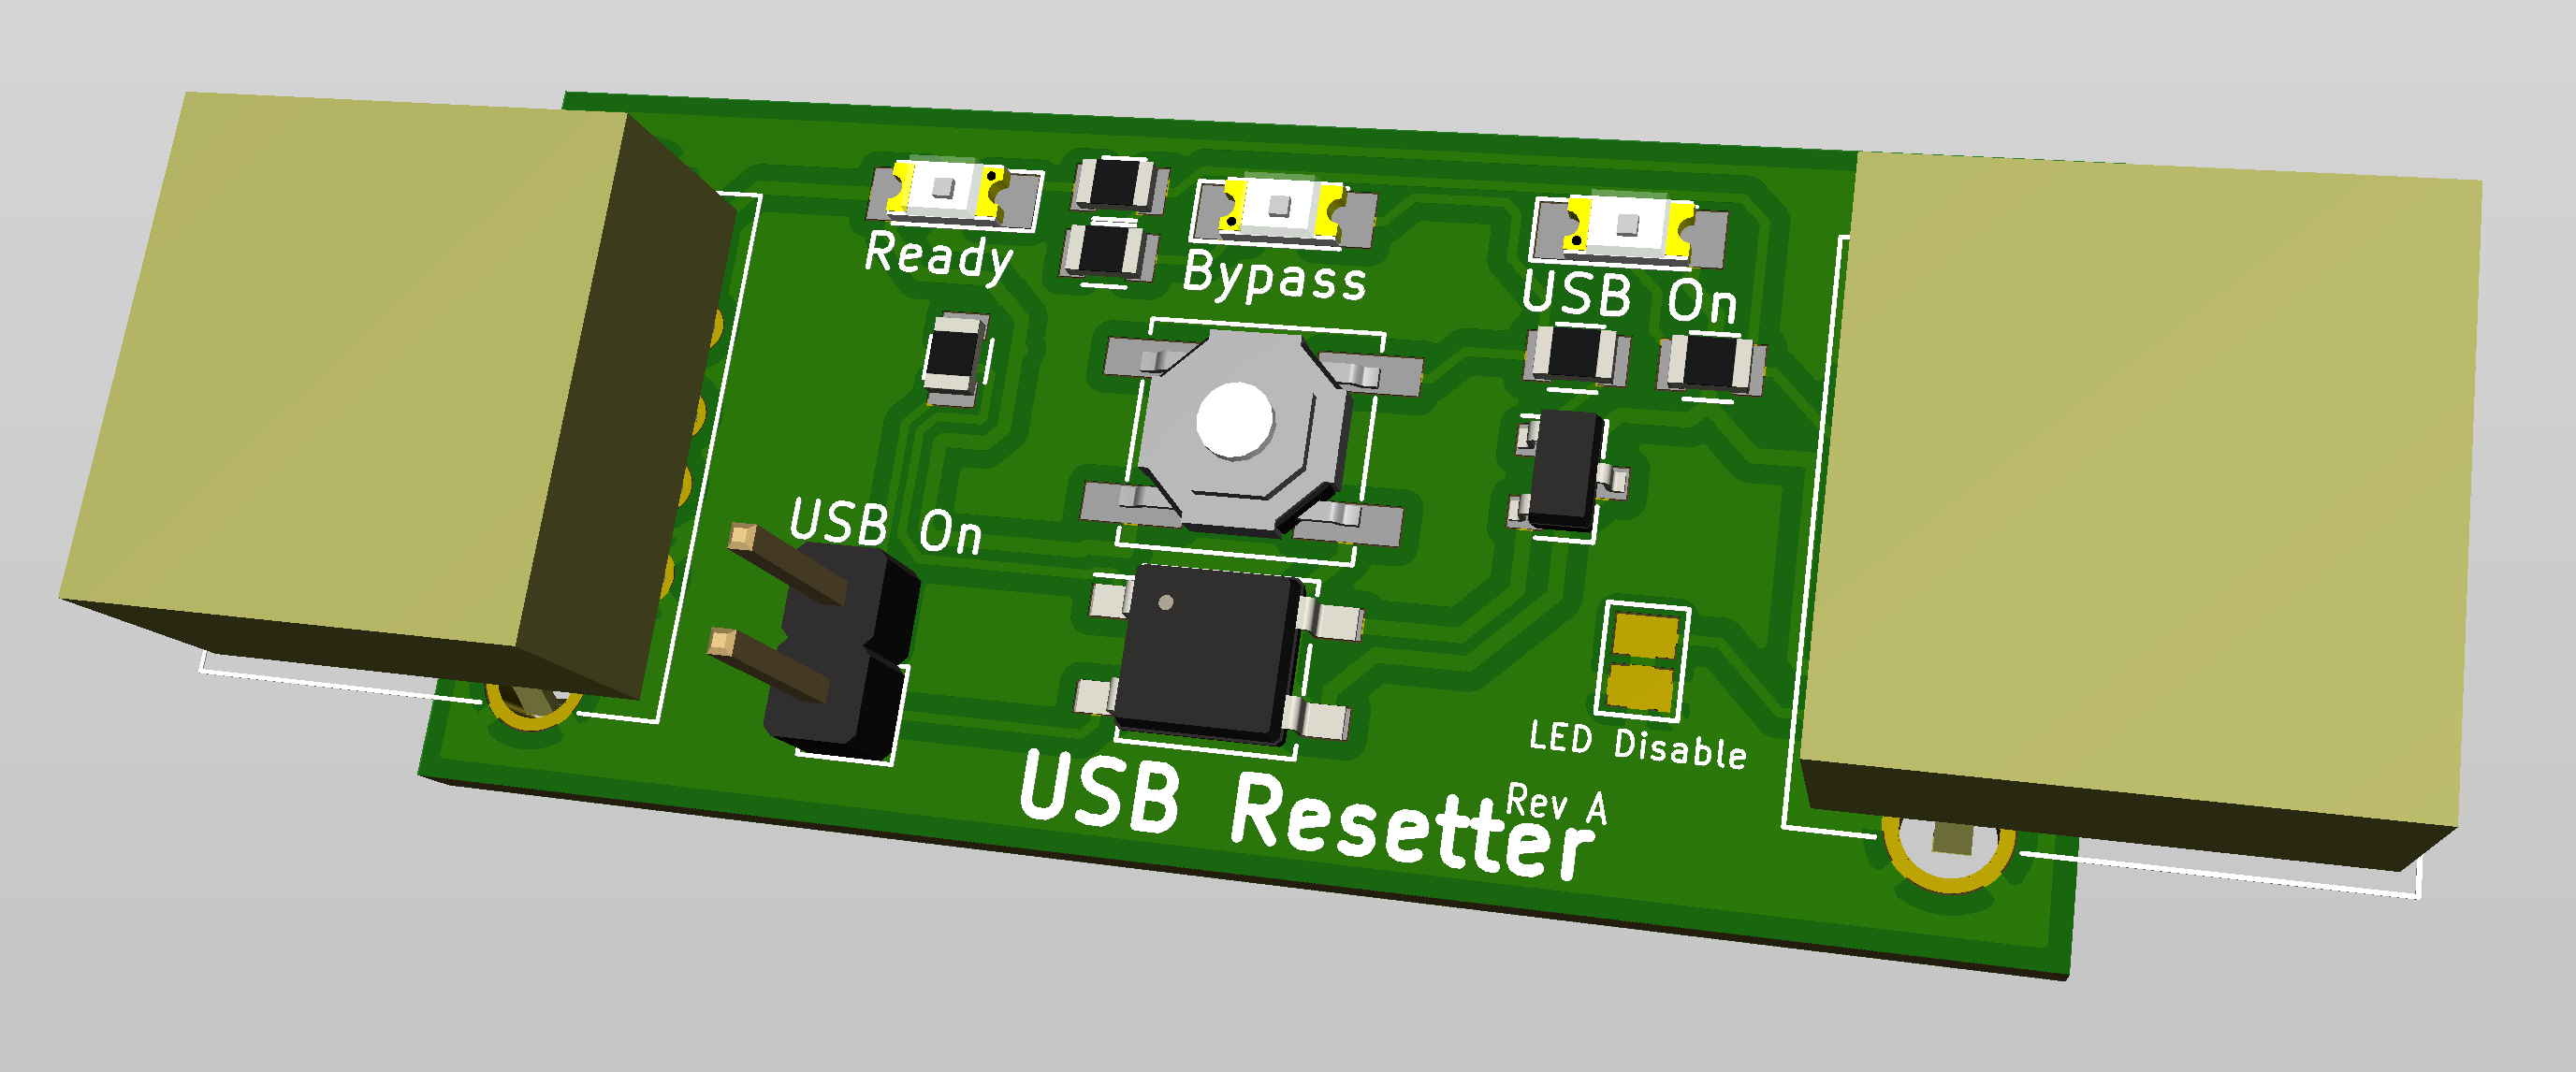 Ready
Bypass
USB On
USB On
LED Disable
USB Resetter
Rev A